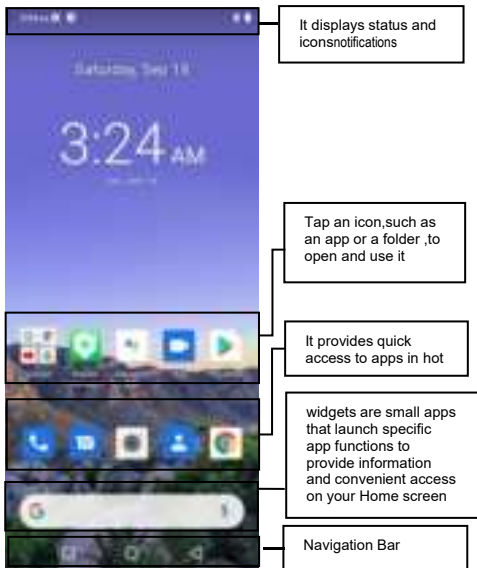 It displays status and
iconsnotifications
Saturday, Sep 19
3:24 AM
Tap an icon,such as
an app or a folder ,to
open and use it
It provides quick
access to apps in hot
widgets are small apps
that launch specific
app functions to
provide information
and convenient access
on your Home screen
G
Navigation Bar